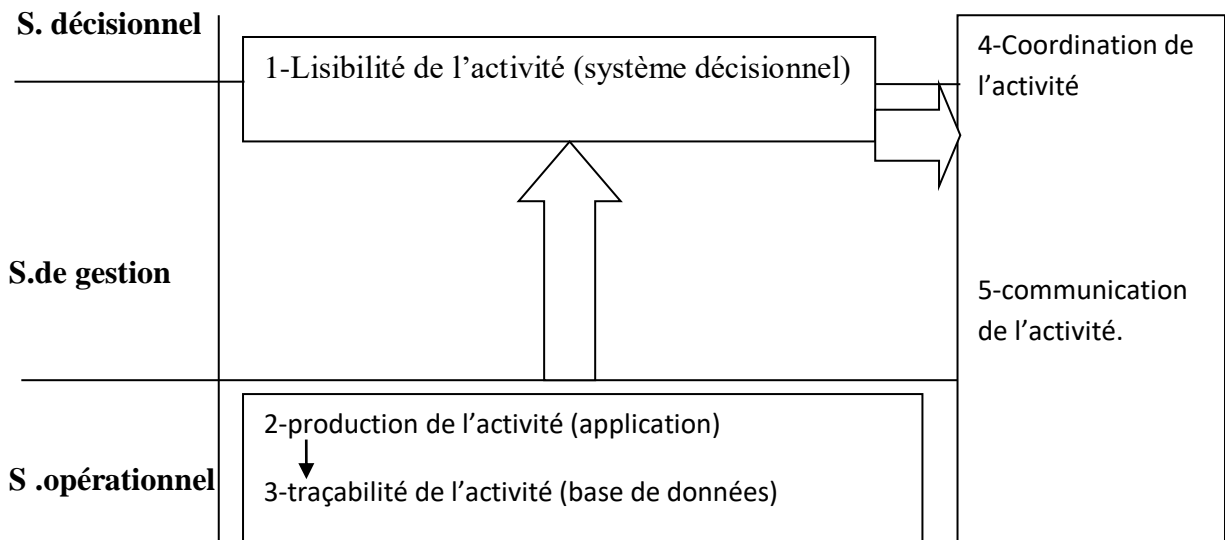 S. décisionnel
1-Lisibilité de l’activité (système décisionnel)
4-Coordination de
l’activité
S.de gestion
5-communication
de l’activité.
2-production de l’activité (application)
S .opérationnel
3-traçabilité de l’activité (base de données)